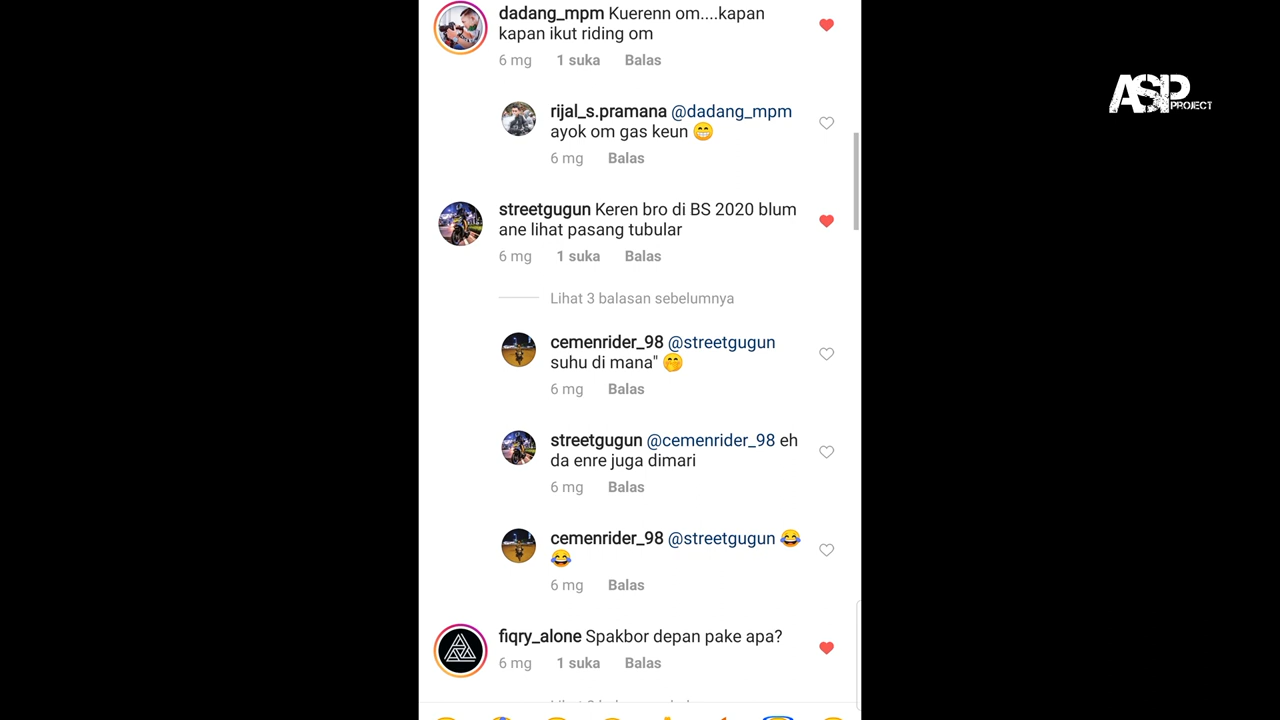 dadang_mpm Kuerenn om....kapan
kapan ikut riding om
6 mg 1 suka Balas
ASP PROJECT
rijal_s.pramana @dadang_mpm
ayok om gas keun 😁
6 mg Balas
streetgugun Keren bro di BS 2020 blum
ane lihat pasang tubular
6 mg 1 suka Balas
Lihat 3 balasan sebelumnya
cemenrider_98 @streetgugun
suhu di mana" 🤭
6 mg Balas
streetgugun @cemenrider_98 eh
da enre juga dimari
6 mg Balas
cemenrider_98 @streetgugun 😂
😂
6 mg Balas
fiqry_alone Spakbor depan pake apa?
6 mg 1 suka Balas